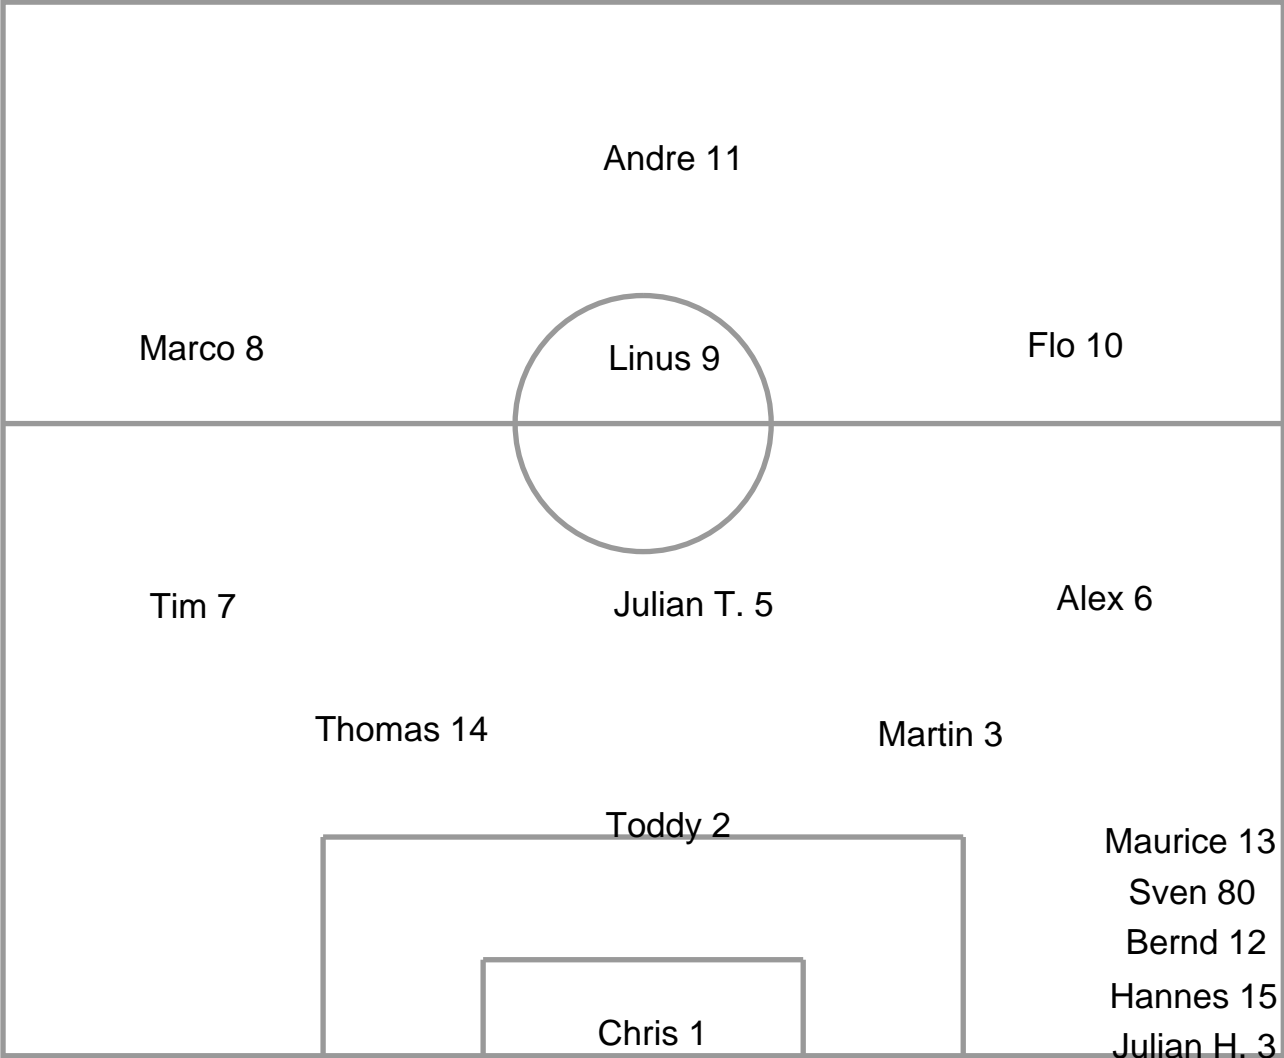 Andre 11
Marco 8
Linus 9
Flo 10
Tim 7
Julian T. 5
Alex 6
Thomas 14
Martin 3
Toddy 2
Maurice 13
Sven 80
Bernd 12
Hannes 15
Chris 1
Julian H. 3